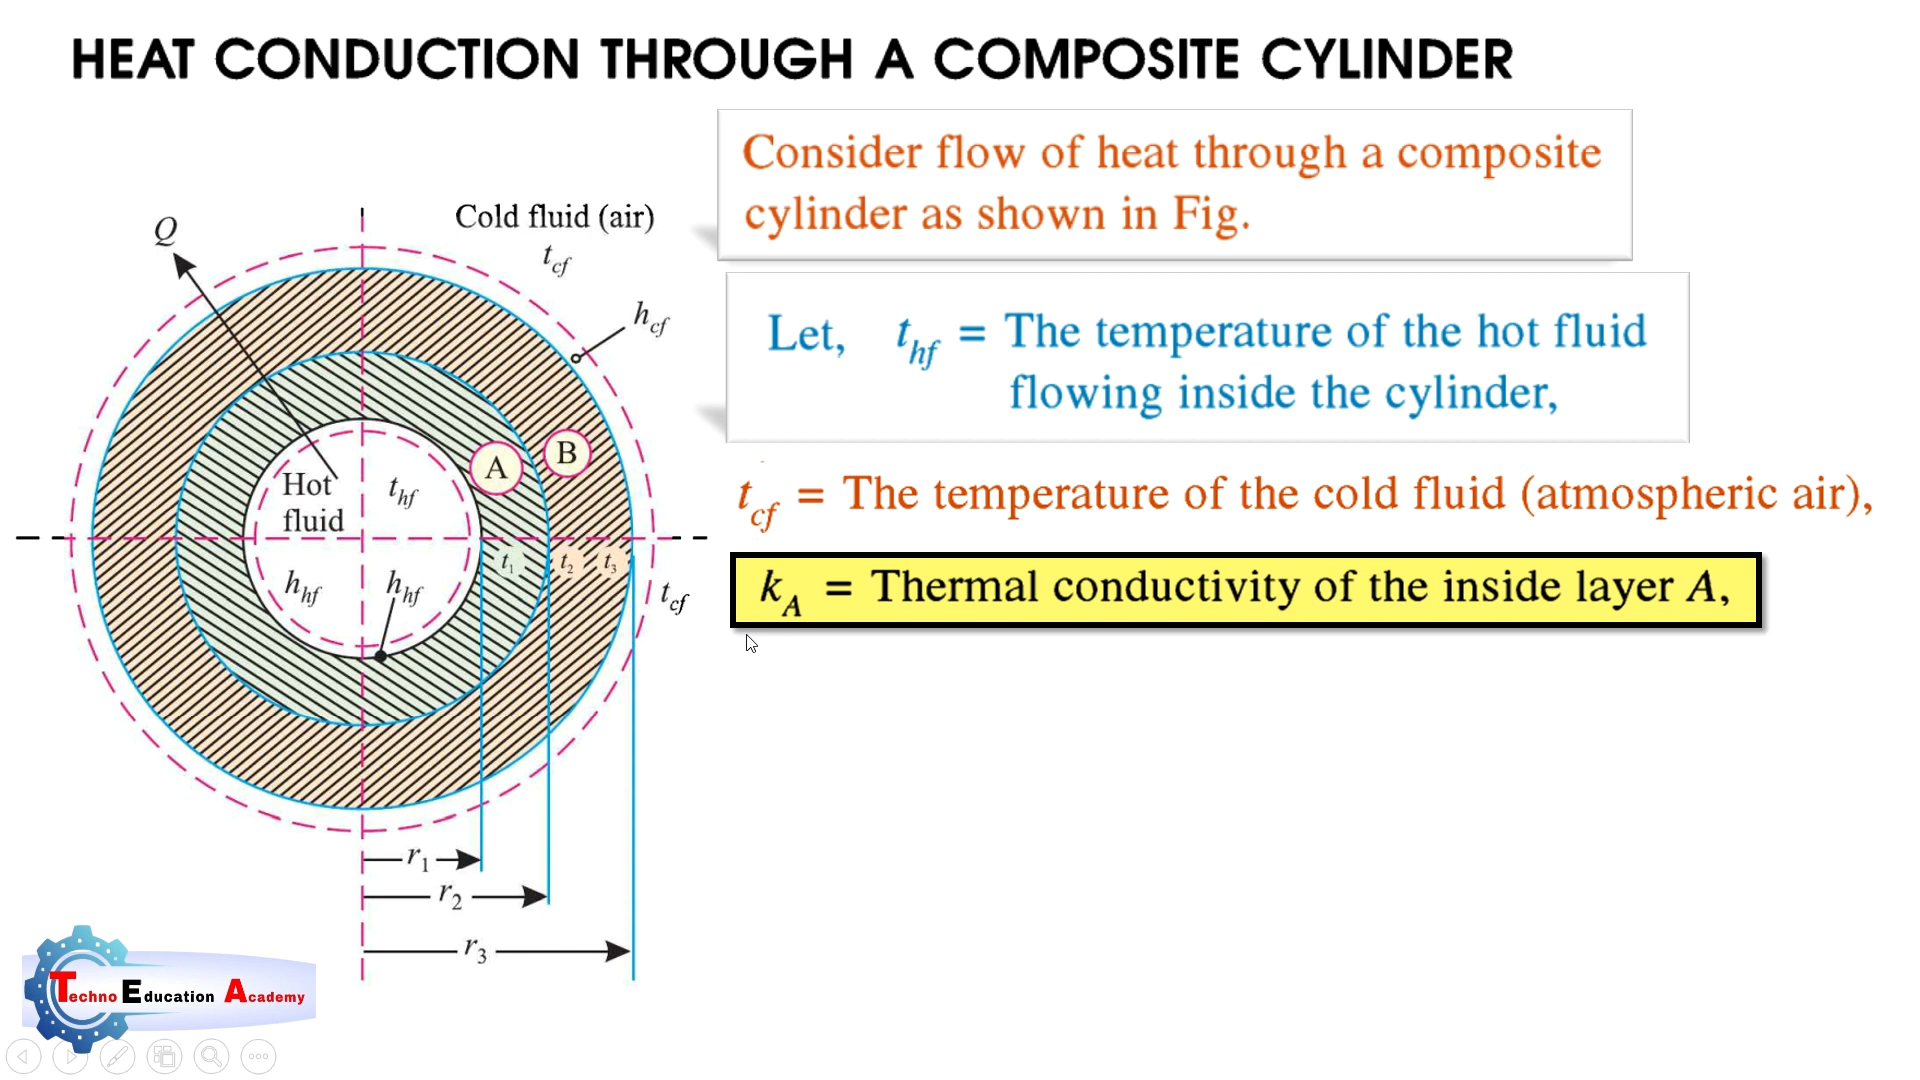 HEAT CONDUCTION THROUGH A COMPOSITE CYLINDER
Consider flow of heat through a composite
cylinder as shown in Fig.
Let, t_hf = The temperature of the hot fluid
flowing inside the cylinder,
t_cf = The temperature of the cold fluid (atmospheric air),
k_A = Thermal conductivity of the inside layer A,
Q
Cold fluid (air)
t_cf
h_cf
A
B
Hot
fluid
t_hf
t_1
t_2
t_3
h_hf
h_hf
t_cf
r_1
r_2
r_3
Techno Education Academy